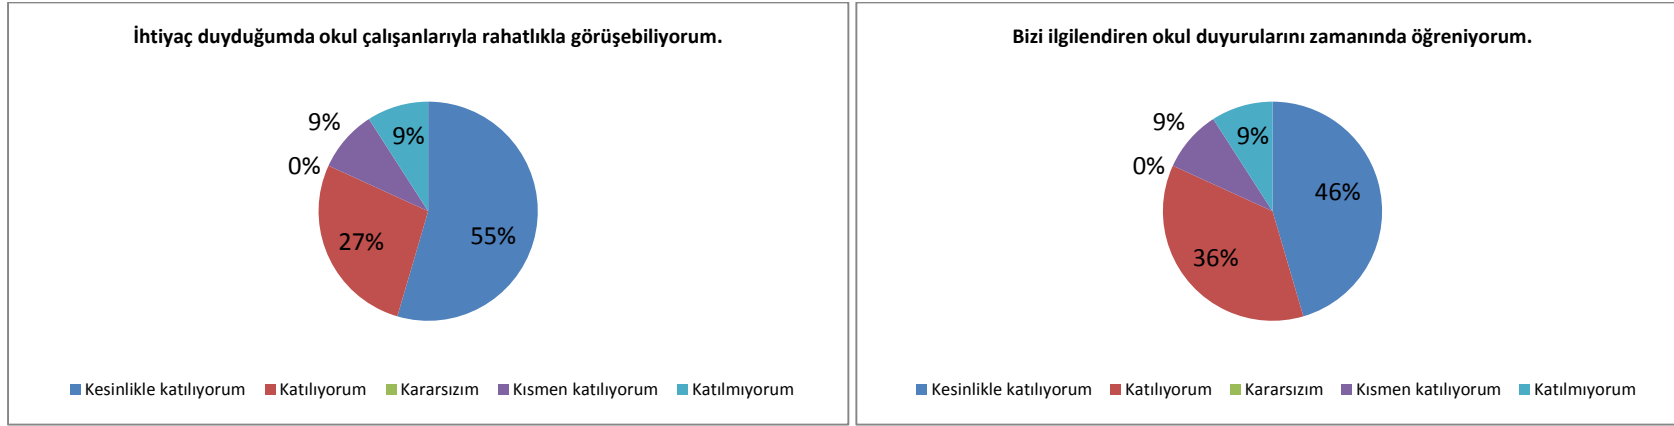 İhtiyaç duyduğumda okul çalışanlarıyla rahatlıkla görüşebiliyorum.
9%
9%
0%
27%
55%
Kesinlikle katılıyorum Katılıyorum Kararsızım Kısmen katılıyorum Katılmıyorum
Bizi ilgilendiren okul duyurularını zamanında öğreniyorum.
9%
9%
0%
46%
36%
Kesinlikle katılıyorum Katılıyorum Kararsızım Kısmen katılıyorum Katılmıyorum